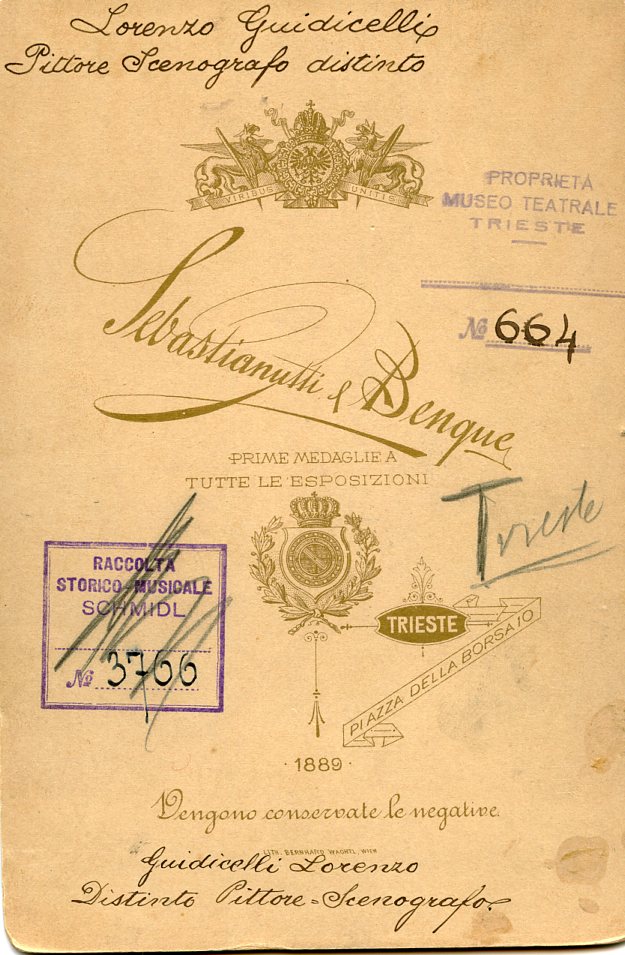 Lorenzo Guidicelli
Pittore Scenografo distinto
VIRIBUS UNITIS
PROPRIETÀ
MUSEO TEATRALE
TRIESTE
No 664
Sebastianutti & Benque
PRIME MEDAGLIE A
TUTTE LE ESPOSIZIONI
Trieste
RACCOLTA
STORICO-MUSICALE
SCHMIDL
No 3766
TRIESTE
PIAZZA DELLA BORSA 10
·1889·
Vengono conservate le negative.
LITH. BERNHARD WACHTL, WIEN
Guidicelli Lorenzo
Distinto Pittore=Scenografo